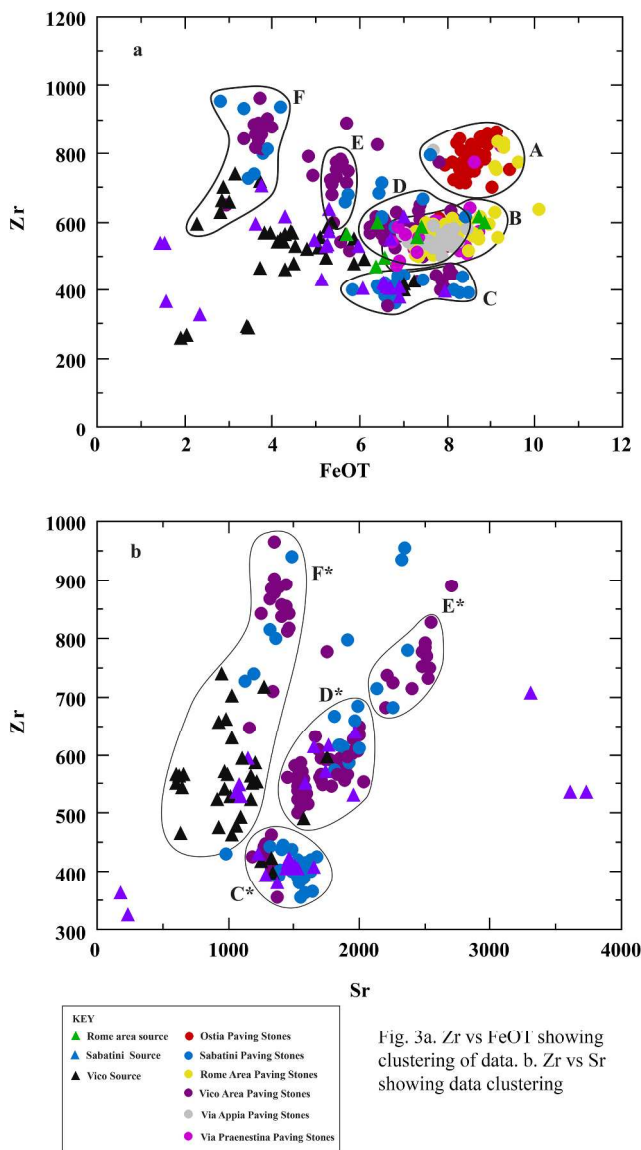 1200
a
1000
F
800
E
A
Zr
D
600
B
400
C
200
0
0
2
4
6
8
10
12
FeOT
1000
b
900
F*
E*
800
Zr
700
D*
600
500
400
C*
300
0
1000
2000
3000
4000
Sr
KEY
Rome area source
Ostia Paving Stones
Sabatini Source
Sabatini Paving Stones
Vico Source
Rome Area Paving Stones
Vico Area Paving Stones
Via Appia Paving Stones
Via Praenestina Paving Stones
Fig. 3a. Zr vs FeOT showing
clustering of data. b. Zr vs Sr
showing data clustering